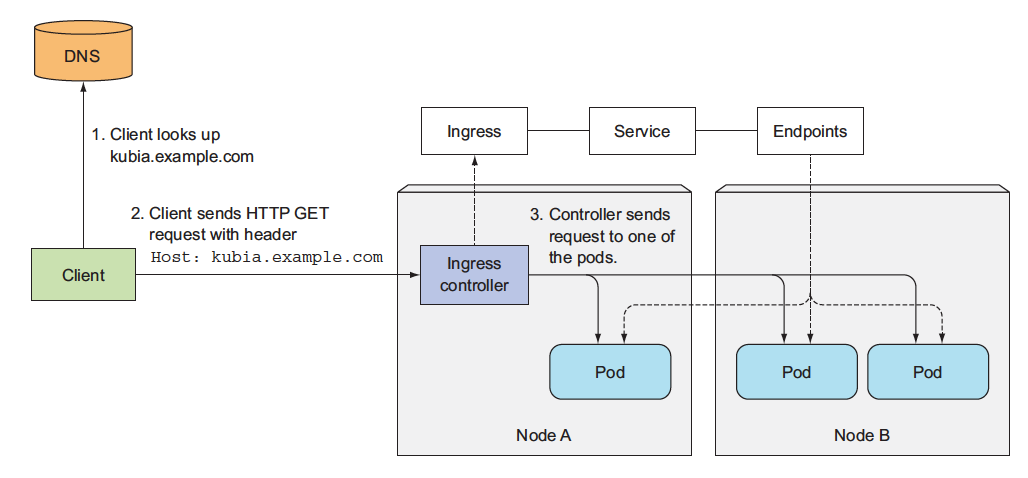 DNS
1. Client looks up
kubia.example.com
Ingress
Service
Endpoints
2. Client sends HTTP GET
request with header
Host: kubia.example.com
3. Controller sends
request to one of
the pods.
Client
Ingress
controller
Pod
Pod
Pod
Node A
Node B